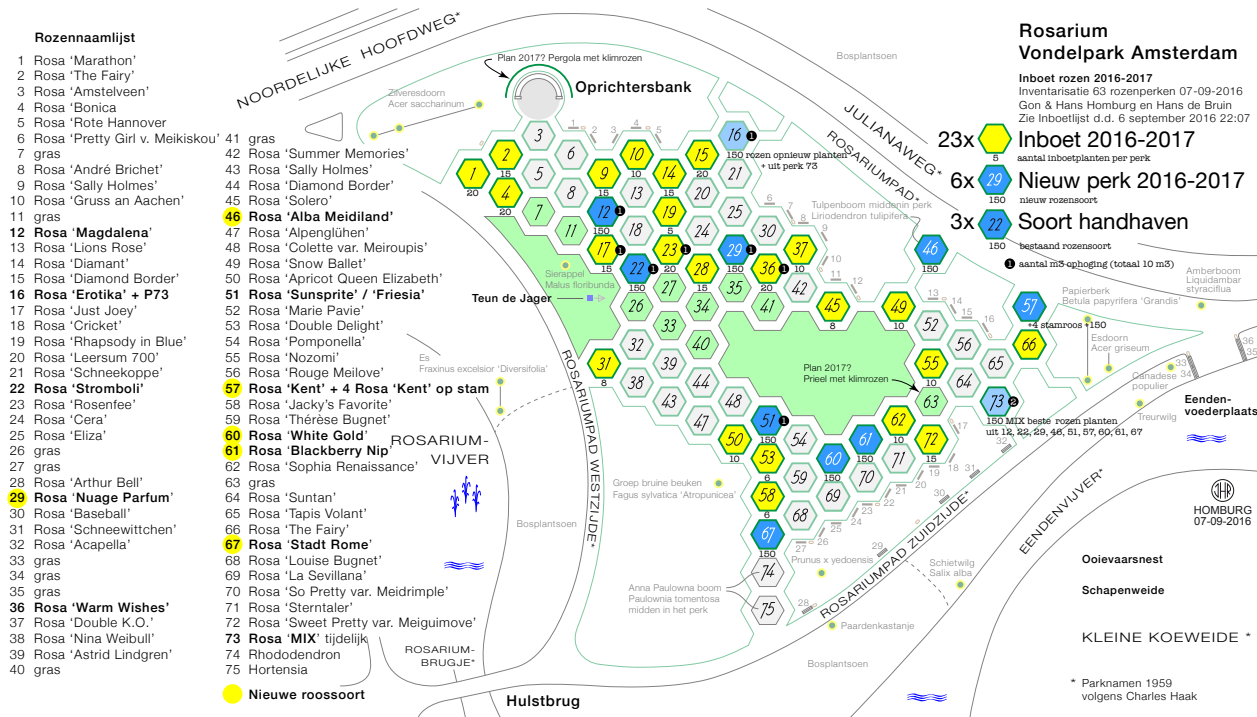 Rozennaamlijst
1 Rosa ‘Marathon’
2 Rosa ‘The Fairy’
3 Rosa ‘Amstelveen’
4 Rosa ‘Bonica
5 Rosa ‘Rote Hannover
6 Rosa ‘Pretty Girl v. Meikiskou’
7 gras
8 Rosa ‘André Brichet’
9 Rosa ‘Sally Holmes’
10 Rosa ‘Gruss an Aachen’
11 gras
12 Rosa ‘Magdalena’
13 Rosa ‘Lions Rose’
14 Rosa ‘Diamant’
15 Rosa ‘Diamond Border’
16 Rosa ‘Erotika’ + P73
17 Rosa ‘Just Joey’
18 Rosa ‘Cricket’
19 Rosa ‘Rhapsody in Blue’
20 Rosa ‘Leersum 700’
21 Rosa ‘Schneekoppe’
22 Rosa ‘Stromboli’
23 Rosa ‘Rosenfee’
24 Rosa ‘Cera’
25 Rosa ‘Eliza’
26 gras
27 gras
28 Rosa ‘Arthur Bell’
29 Rosa ‘Nuage Parfum’
30 Rosa ‘Baseball’
31 Rosa ‘Schneewittchen’
32 Rosa ‘Acapella’
33 gras
34 gras
35 gras
36 Rosa ‘Warm Wishes’
37 Rosa ‘Double K.O.’
38 Rosa ‘Nina Weibull’
39 Rosa ‘Astrid Lindgren’
40 gras
41 gras
42 Rosa ‘Summer Memories’
43 Rosa ‘Sally Holmes’
44 Rosa ‘Diamond Border’
45 Rosa ‘Solero’
46 Rosa ‘Alba Meidiland’
47 Rosa ‘Alpenglühen’
48 Rosa ‘Colette var. Meiroupis’
49 Rosa ‘Snow Ballet’
50 Rosa ‘Apricot Queen Elizabeth’
51 Rosa ‘Sunsprite’ / ‘Friesia’
52 Rosa ‘Marie Pavie’
53 Rosa ‘Double Delight’
54 Rosa ‘Pomponella’
55 Rosa ‘Nozomi’
56 Rosa ‘Rouge Meilove’
57 Rosa ‘Kent’ + 4 Rosa ‘Kent’ op stam
58 Rosa ‘Jacky’s Favorite’
59 Rosa ‘Thérèse Bugnet’
60 Rosa ‘White Gold’
61 Rosa ‘Blackberry Nip’
62 Rosa ‘Sophia Renaissance’
63 gras
64 Rosa ‘Suntan’
65 Rosa ‘Tapis Volant’
66 Rosa ‘The Fairy’
67 Rosa ‘Stadt Rome’
68 Rosa ‘Louise Bugnet’
69 Rosa ‘La Sevillana’
70 Rosa ‘So Pretty var. Meidrimple’
71 Rosa ‘Sterntaler’
72 Rosa ‘Sweet Pretty var. Meiguimove’
73 Rosa ‘MIX’ tijdelijk
74 Rhododendron
75 Hortensia
Nieuwe roossoort
NOORDELIJKE HOOFDWEG*
Plan 2017? Pergola met klimrozen
Oprichtersbank
Zilveresdoorn
Acer saccharinum
Bosplantsoen
JULIANAWEG*
ROSARIUMPAD*
Rosarium
Vondelpark Amsterdam
Inboet rozen 2016-2017
Inventarisatie 63 rozenperken 07-09-2016
Gon & Hans Homburg en Hans de Bruin
Zie Inboetlijst d.d. 6 september 2016 22:07
23x Inboet 2016-2017
5 aantal inboetplanten per perk
6x 29 Nieuw perk 2016-2017
150 nieuw rozensoort
3x 22 Soort handhaven
150 bestaand rozensoort
1 aantal m3 ophoging (totaal 10 m3)
150 rozen opnieuw planten
+ uit perk 73
Tulpenboom middenin perk
Liriodendron tulipifera
Sierappel
Malus floribunda
Teun de Jager
Es
Fraxinus excelsior ‘Diversifolia’
ROSARIUM-
VIJVER
ROSARIUMPAD WESTZIJDE*
Bosplantsoen
ROSARIUM-
BRUGJE*
Hulstbrug
Groep bruine beuken
Fagus sylvatica ‘Atropunicea’
Anna Paulowna boom
Paulownia tomentosa
midden in het perk
Plan 2017?
Prieel met klimrozen
Amberboom
Liquidambar
styraciflua
Papierberk
Betula papyrifera ‘Grandis’
+4 stamroos +150
Esdoorn
Acer griseum
Canadese
populier
Treurwilg
Eenden-
voederplaats
150 MIX beste rozen planten
uit 12, 22, 29, 46, 51, 57, 60, 61, 67
Prunus x yedoensis
ROSARIUMPAD ZUIDZIJDE*
EENDENVIJVER*
Schietwilg
Salix alba
Paardenkastanje
Bosplantsoen
JHR
HOMBURG
07-09-2016
Ooievaarsnest
Schapenweide
KLEINE KOEWEIDE *
* Parknamen 1959
volgens Charles Haak